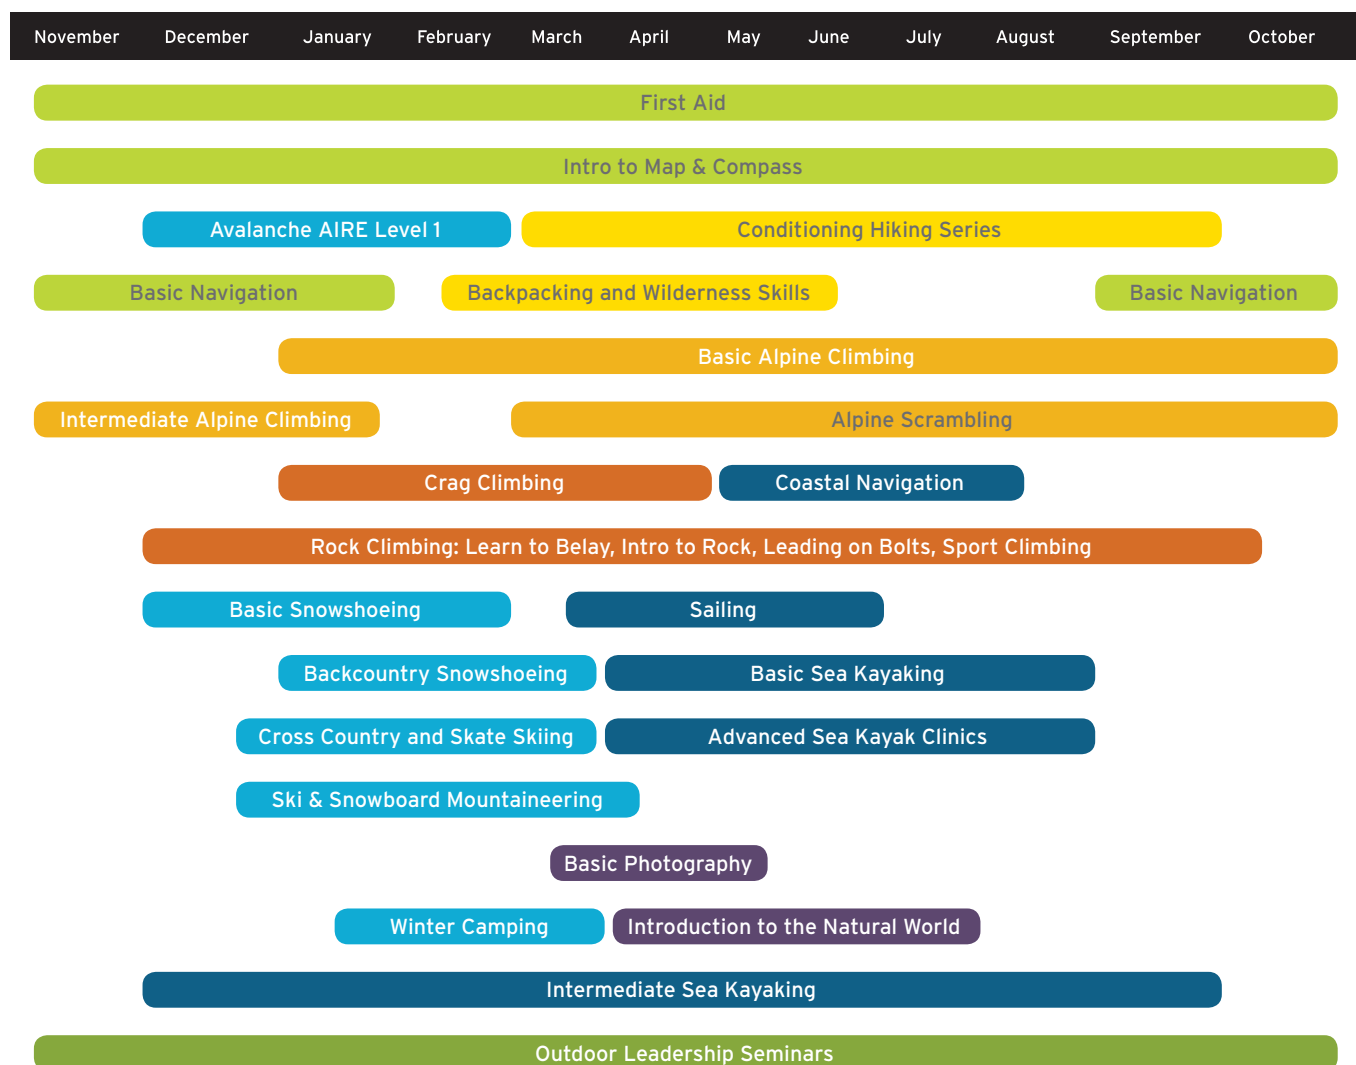 November December January February March April May June July August September October
First Aid
Intro to Map & Compass
Avalanche AIRE Level 1 Conditioning Hiking Series
Basic Navigation Backpacking and Wilderness Skills Basic Navigation
Basic Alpine Climbing
Intermediate Alpine Climbing Alpine Scrambling
Crag Climbing Coastal Navigation
Rock Climbing: Learn to Belay, Intro to Rock, Leading on Bolts, Sport Climbing
Basic Snowshoeing Sailing
Backcountry Snowshoeing Basic Sea Kayaking
Cross Country and Skate Skiing Advanced Sea Kayak Clinics
Ski & Snowboard Mountaineering
Basic Photography
Winter Camping Introduction to the Natural World
Intermediate Sea Kayaking
Outdoor Leadership Seminars